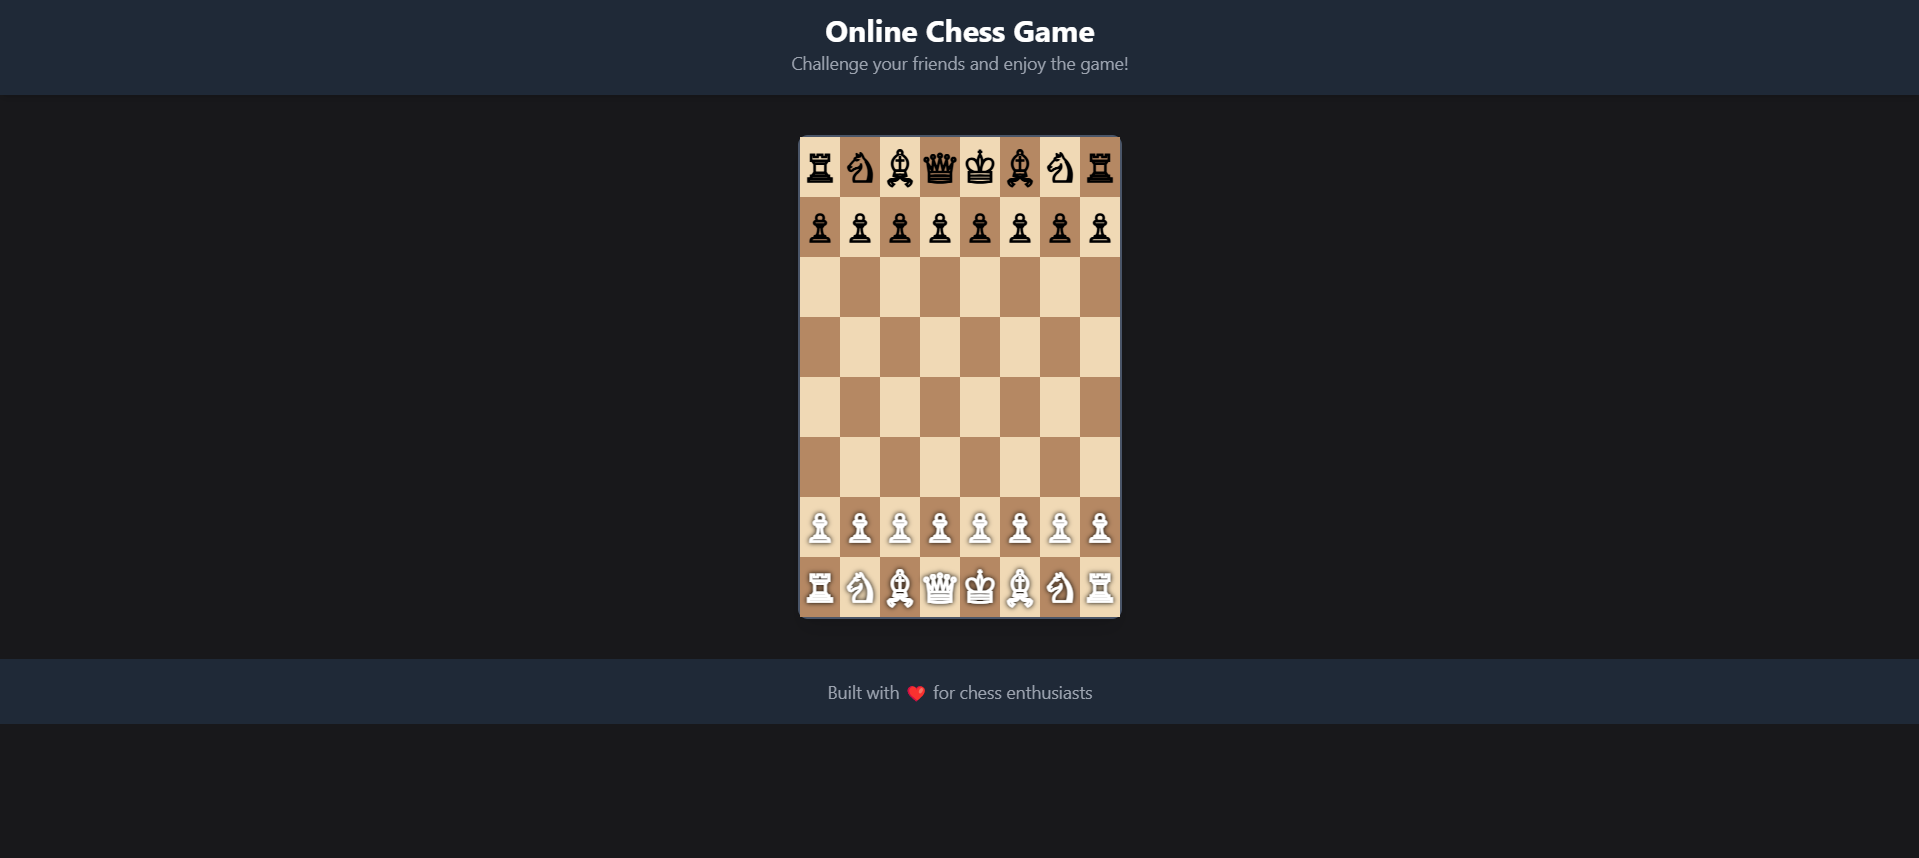 Online Chess Game
Challenge your friends and enjoy the game!
Built with ❤️ for chess enthusiasts